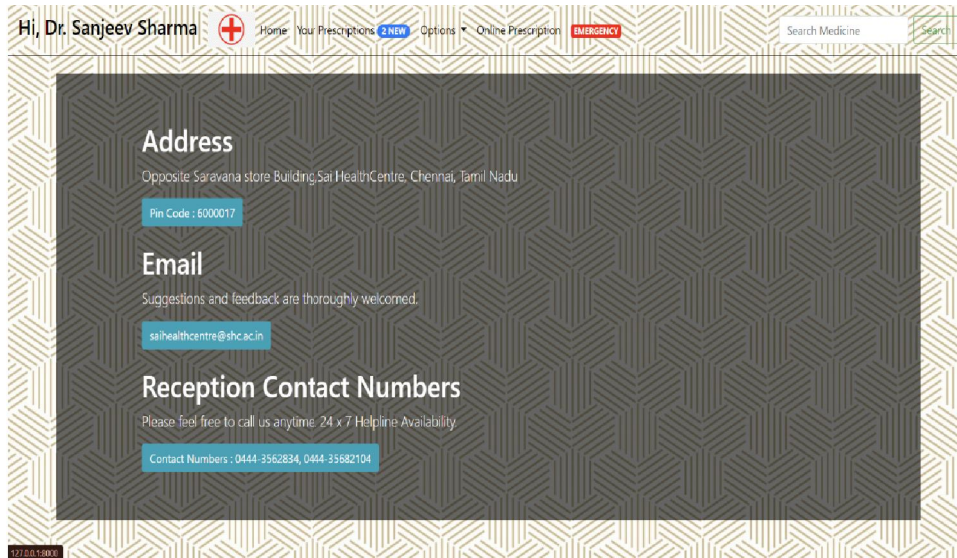 Hi, Dr. Sanjeev Sharma Home Your Prescriptions 2 NEW Options Online Prescription EMERGENCY Search Medicine Search
Address
Opposite Saravana store Building,Sai HealthCentre, Chennai, Tamil Nadu
Pin Code : 6000017
Email
Suggestions and feedback are thoroughly welcomed.
saihealthcentre@shc.ac.in
Reception Contact Numbers
Please feel free to call us anytime. 24 x 7 Helpline Availability.
Contact Numbers : 0444-3562834, 0444-35682104
127.0.0.1:8000